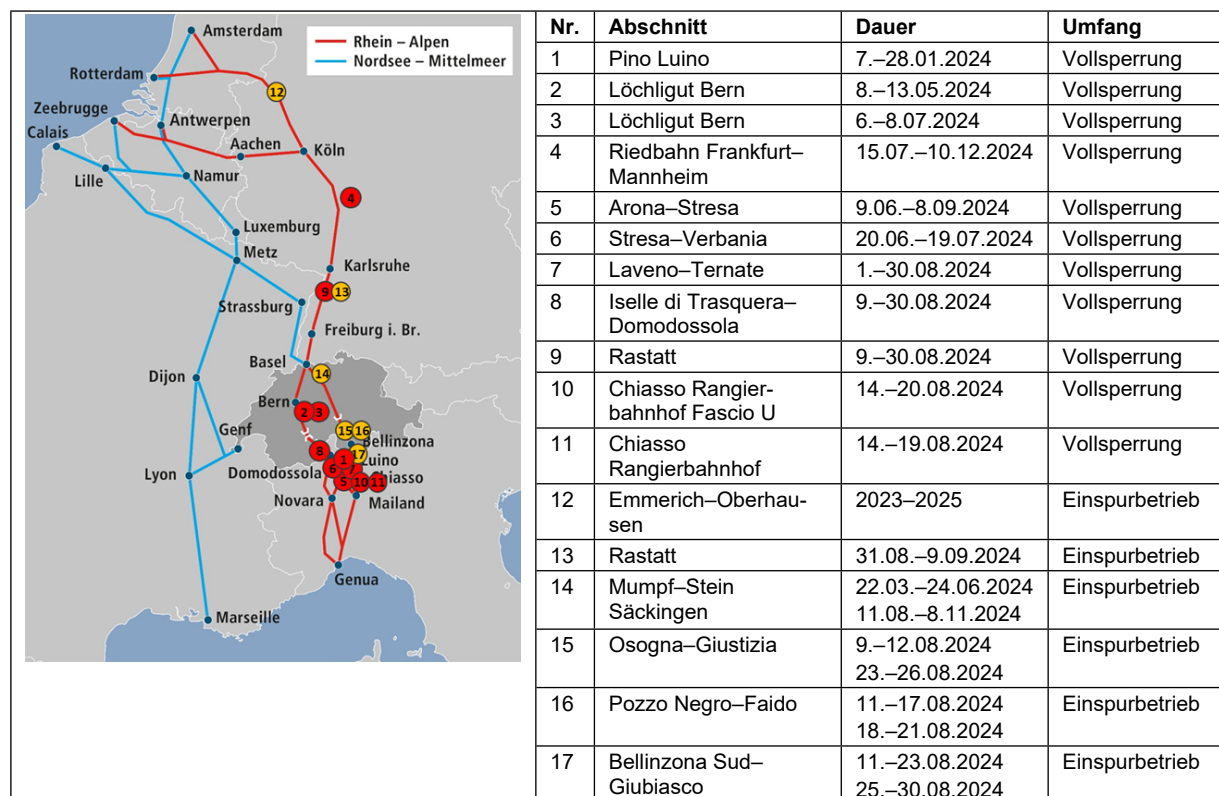 Amsterdam
Rhein – Alpen
Nordsee – Mittelmeer
Rotterdam
12
Zeebrugge
Antwerpen
Calais
Aachen
Köln
Lille
Namur
4
Luxemburg
Metz
Karlsruhe
9 13
Strassburg
Freiburg i. Br.
Basel
14
Dijon
Bern
2 3
Genf
15 16
Bellinzona
8
1
17
Luino
Lyon
Domodossola
6
7
Chiasso
5
10
11
Novara
Mailand
Genua
Marseille
Nr. Abschnitt Dauer Umfang
1 Pino Luino 7.–28.01.2024 Vollsperrung
2 Löchligut Bern 8.–13.05.2024 Vollsperrung
3 Löchligut Bern 6.–8.07.2024 Vollsperrung
4 Riedbahn Frankfurt– 15.07.–10.12.2024 Vollsperrung
Mannheim
5 Arona–Stresa 9.06.–8.09.2024 Vollsperrung
6 Stresa–Verbania 20.06.–19.07.2024 Vollsperrung
7 Laveno–Ternate 1.–30.08.2024 Vollsperrung
8 Iselle di Trasquera– 9.–30.08.2024 Vollsperrung
Domodossola
9 Rastatt 9.–30.08.2024 Vollsperrung
10 Chiasso Rangier- 14.–20.08.2024 Vollsperrung
bahnhof Fascio U
11 Chiasso 14.–19.08.2024 Vollsperrung
Rangierbahnhof
12 Emmerich–Oberhau- 2023–2025 Einspurbetrieb
sen
13 Rastatt 31.08.–9.09.2024 Einspurbetrieb
14 Mumpf–Stein 22.03.–24.06.2024 Einspurbetrieb
Säckingen 11.08.–8.11.2024
15 Osogna–Giustizia 9.–12.08.2024 Einspurbetrieb
23.–26.08.2024
16 Pozzo Negro–Faido 11.–17.08.2024 Einspurbetrieb
18.–21.08.2024
17 Bellinzona Sud– 11.–23.08.2024 Einspurbetrieb
Giubiasco 25.–30.08.2024